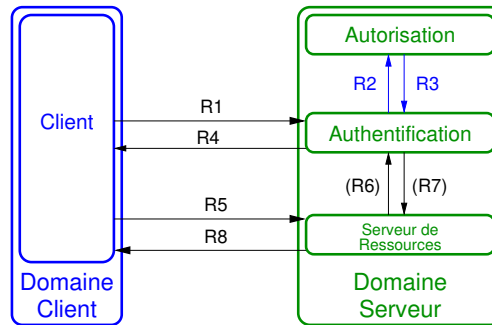 Autorisation
R2
R3
Client
R1
Authentification
R4
(R6)
(R7)
R5
Serveur de
Ressources
R8
Domaine
Client
Domaine
Serveur